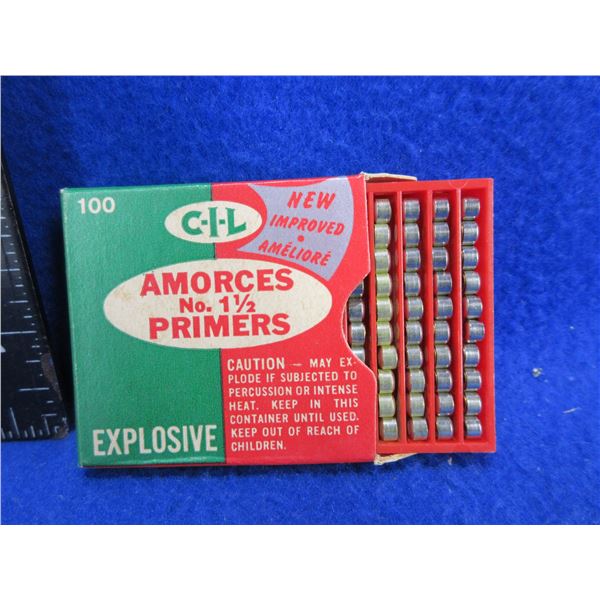 100
C-I-L
NEW
IMPROVED
•
AMÉLIORÉ
AMORCES
No. 1½
PRIMERS
EXPLOSIVE
CAUTION — MAY EX-
PLODE IF SUBJECTED TO
PERCUSSION OR INTENSE
HEAT. KEEP IN THIS
CONTAINER UNTIL USED.
KEEP OUT OF REACH OF
CHILDREN.